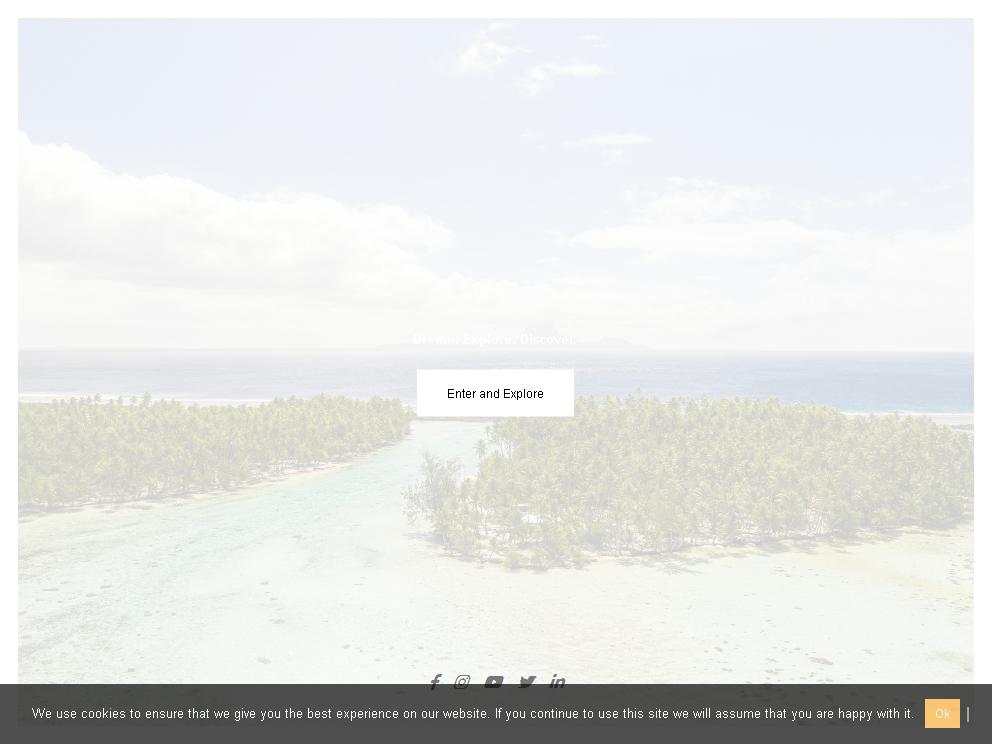 Dream. Explore. Discover.
Enter and Explore
We use cookies to ensure that we give you the best experience on our website. If you continue to use this site we will assume that you are happy with it. Ok